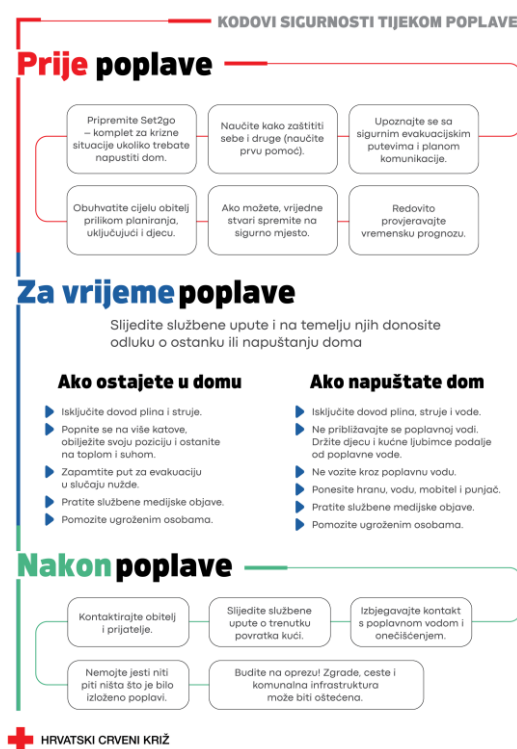 KODOVI SIGURNOSTI TIJEKOM POPLAVE
Prije poplave
Pripremite Set2go
– komplet za krizne
situacije ukoliko trebate
napustiti dom.
Naučite kako zaštititi
sebe i druge (naučite
prvu pomoć).
Upoznajte se sa
sigurnim evakuacijskim
putevima i planom
komunikacije.
Obuhvatite cijelu obitelj
prilikom planiranja,
uključujući i djecu.
Ako možete, vrijedne
stvari spremite na
sigurno mjesto.
Redovito
provjeravajte
vremensku prognozu.
Za vrijeme poplave
Slijedite službene upute i na temelju njih donosite
odluku o ostanku ili napuštanju doma
Ako ostajete u domu
Isključite dovod plina i struje.
Popnite se na više katove,
obilježite svoju poziciju i ostanite
na toplom i suhom.
Zapamtite put za evakuaciju
u slučaju nužde.
Pratite službene medijske objave.
Pomozite ugroženim osobama.
Ako napuštate dom
Isključite dovod plina, struje i vode.
Ne približavajte se poplavnoj vodi.
Držite djecu i kućne ljubimce podalje
od poplavne vode.
Ne vozite kroz poplavnu vodu.
Ponesite hranu, vodu, mobitel i punjač.
Pratite službene medijske objave.
Pomozite ugroženim osobama.
Nakon poplave
Kontaktirajte obitelj
i prijatelje.
Slijedite službene
upute o trenutku
povratka kući.
Izbjegavajte kontakt
s poplavnom vodom i
onečišćenjem.
Nemojte jesti niti
piti ništa što je bilo
izloženo poplavi.
Budite na oprezu! Zgrade, ceste i
komunalna infrastruktura
može biti oštećena.
HRVATSKI CRVENI KRIŽ